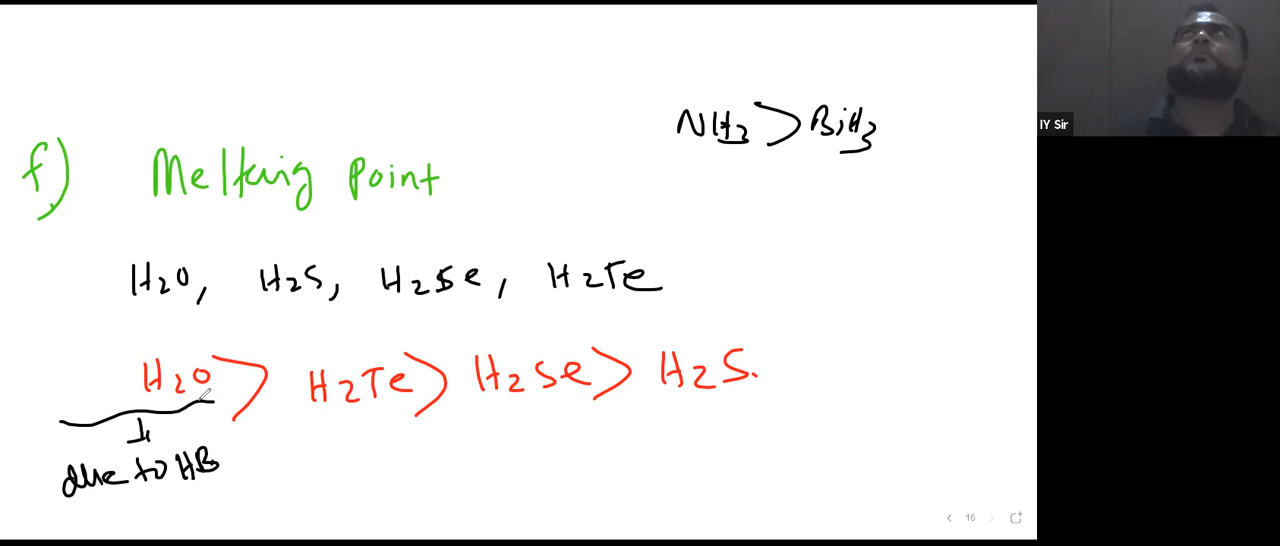 NH3 > BiH3
IY Sir
f) Melting point
H2O, H2S, H2Se, H2Te
H2O > H2Te > H2Se > H2S.
due to HB
16